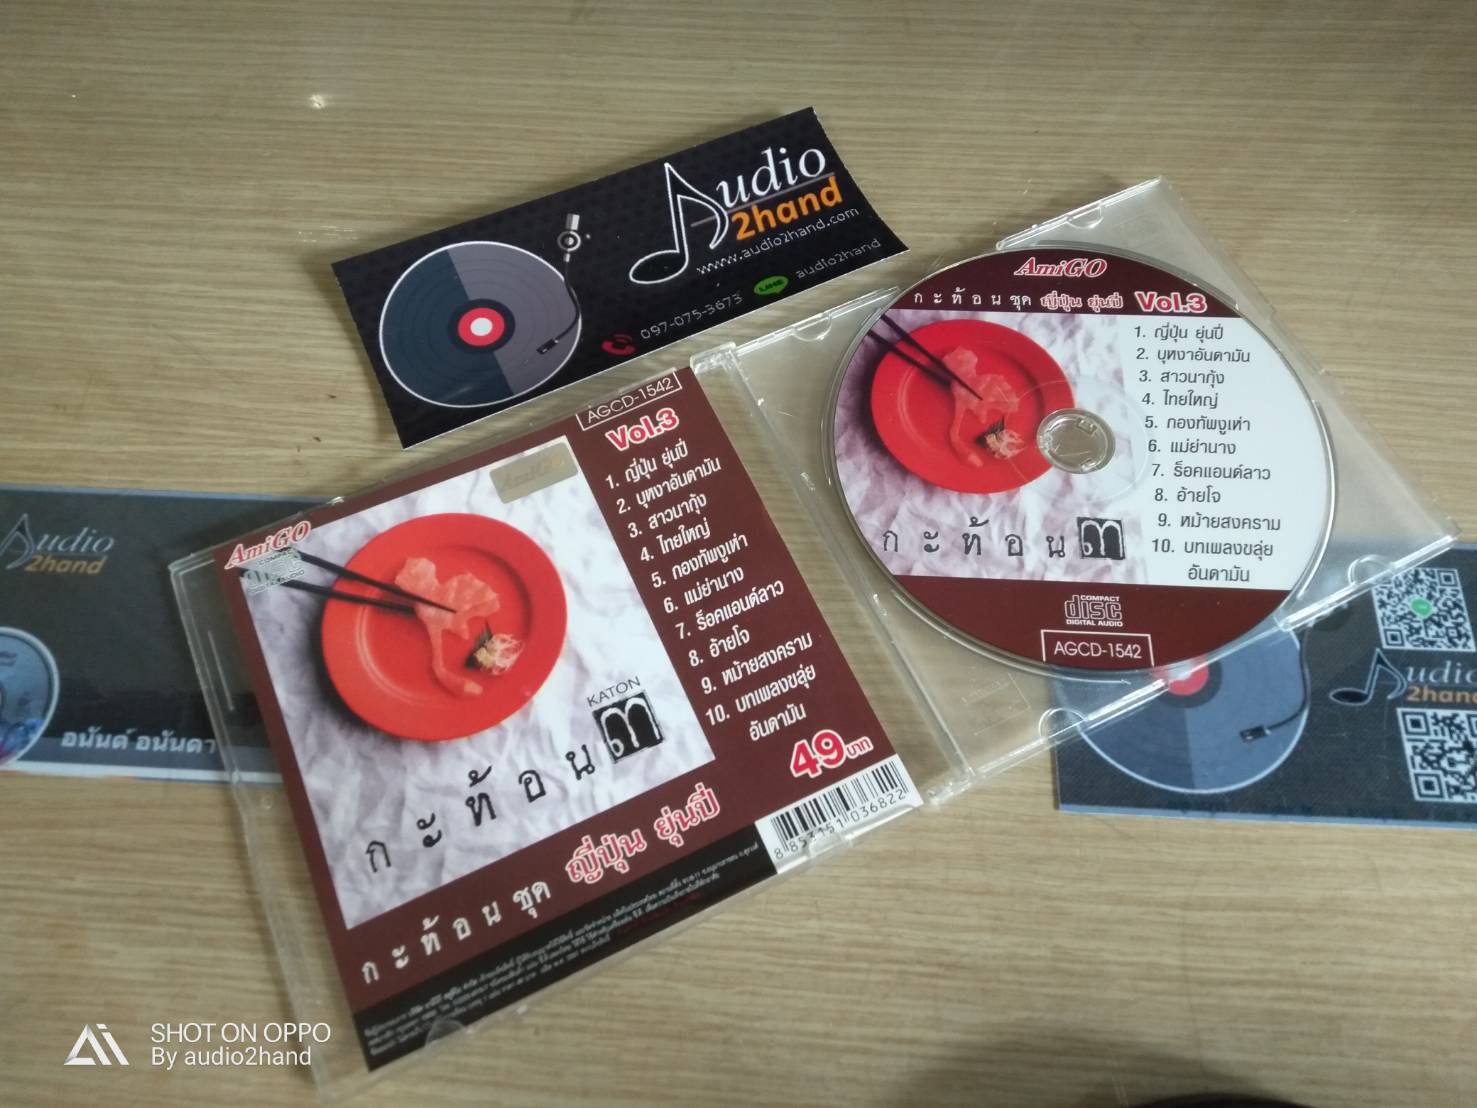 Audio
2hand
www.audio2hand.com
097-075-3673
LINE
audio2hand
AmiGO
กะท้อน ชุด ญี่ปุ่น ยุ่นปี่ Vol.3
1. ญี่ปุ่น ยุ่นปี่
2. บุหงาอันดามัน
3. สาวนากุ้ง
4. ไทยใหญ่
5. กองทัพงูเห่า
6. แม่ย่านาง
7. ร็อคแอนด์ลาว
8. อ้ายโจ
9. หม้ายสงคราม
10. บทเพลงขลุ่ย
อันดามัน
กะท้อน ๓
COMPACT
disc
DIGITAL AUDIO
AGCD-1542
AGCD-1542
Vol.3
1. ญี่ปุ่น ยุ่นปี่
2. บุหงาอันดามัน
3. สาวนากุ้ง
4. ไทยใหญ่
5. กองทัพงูเห่า
6. แม่ย่านาง
7. ร็อคแอนด์ลาว
8. อ้ายโจ
9. หม้ายสงคราม
10. บทเพลงขลุ่ย
อันดามัน
49 บาท
8 853151 036822
AmiGO
AmiGO
KATON
กะท้อน ๓
กะท้อน ชุด ญี่ปุ่น ยุ่นปี่
Audio
2hand
อนันต์ อนันดา
Audio
2hand
SHOT ON OPPO
By audio2hand